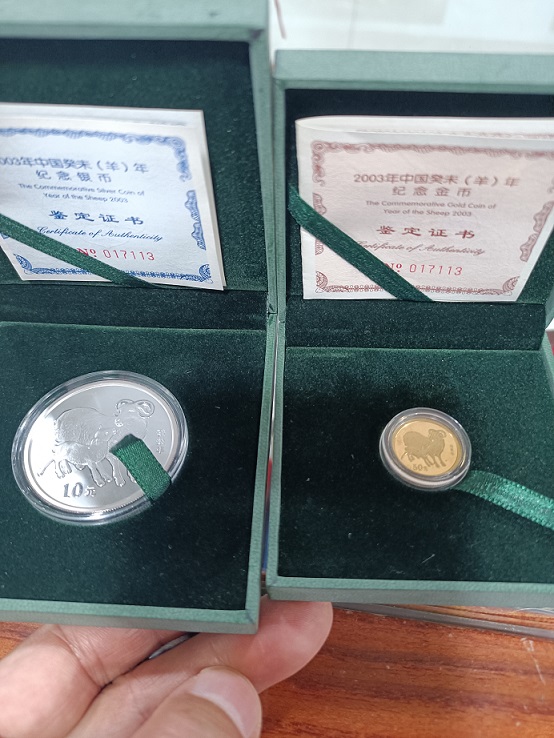 003年中国癸未（羊）年
纪念银币
The Commemorative Silver Coin of
Year of the Sheep 2003
鉴定证书
Certificate of Authenticity
№ 017113
10元
2003年中国癸未（羊）年
纪念金币
The Commemorative Gold Coin of
Year of the Sheep 2003
鉴定证书
Certificate of Authenticity
№ 017113
50元